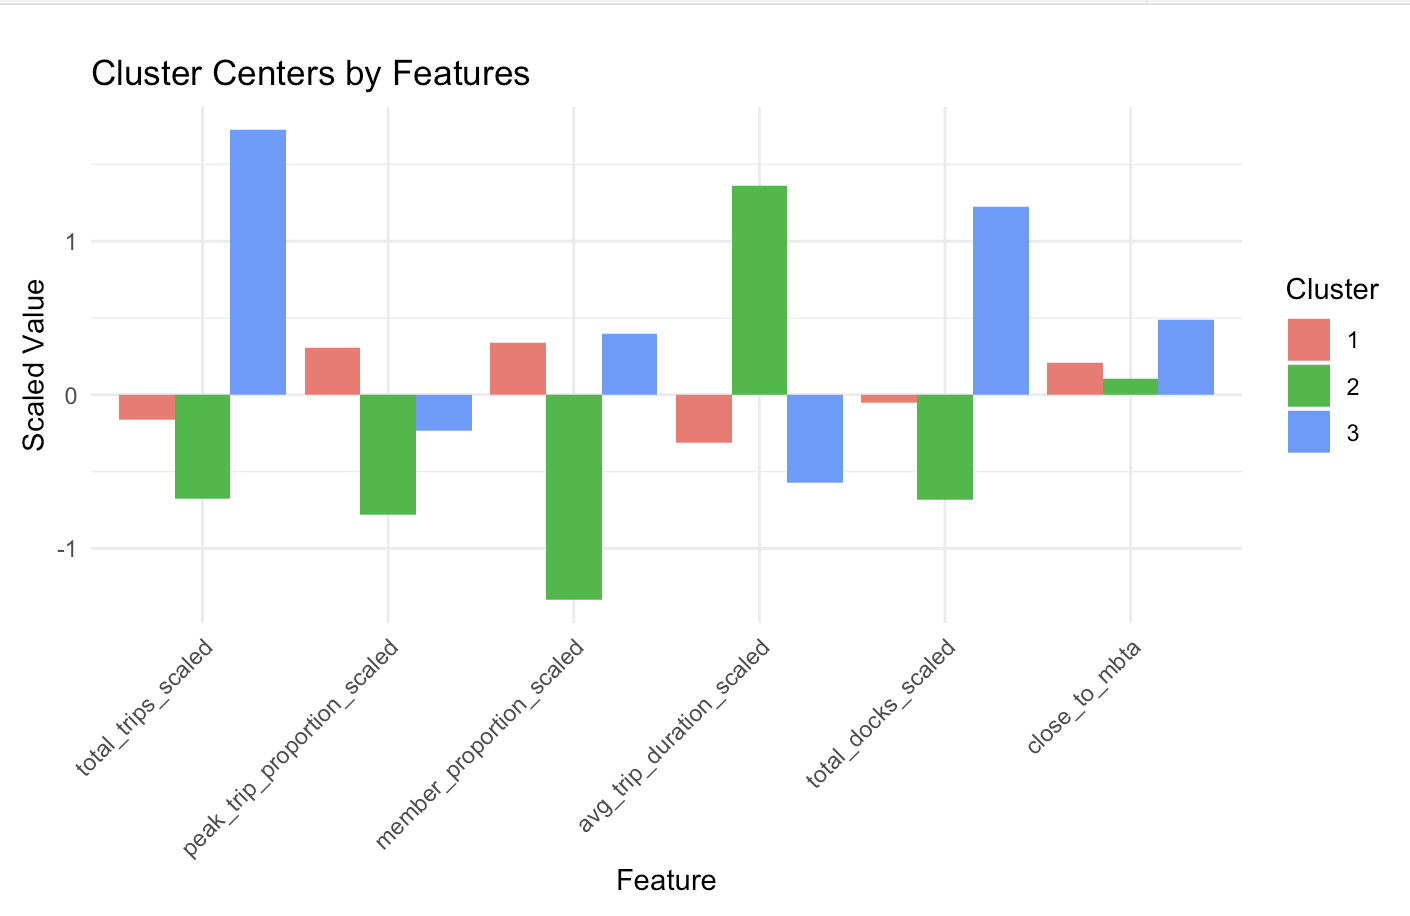 Cluster Centers by Features
Scaled Value
1
0
-1
total_trips_scaled
peak_trip_proportion_scaled
member_proportion_scaled
avg_trip_duration_scaled
total_docks_scaled
close_to_mbta
Feature
Cluster
1
2
3